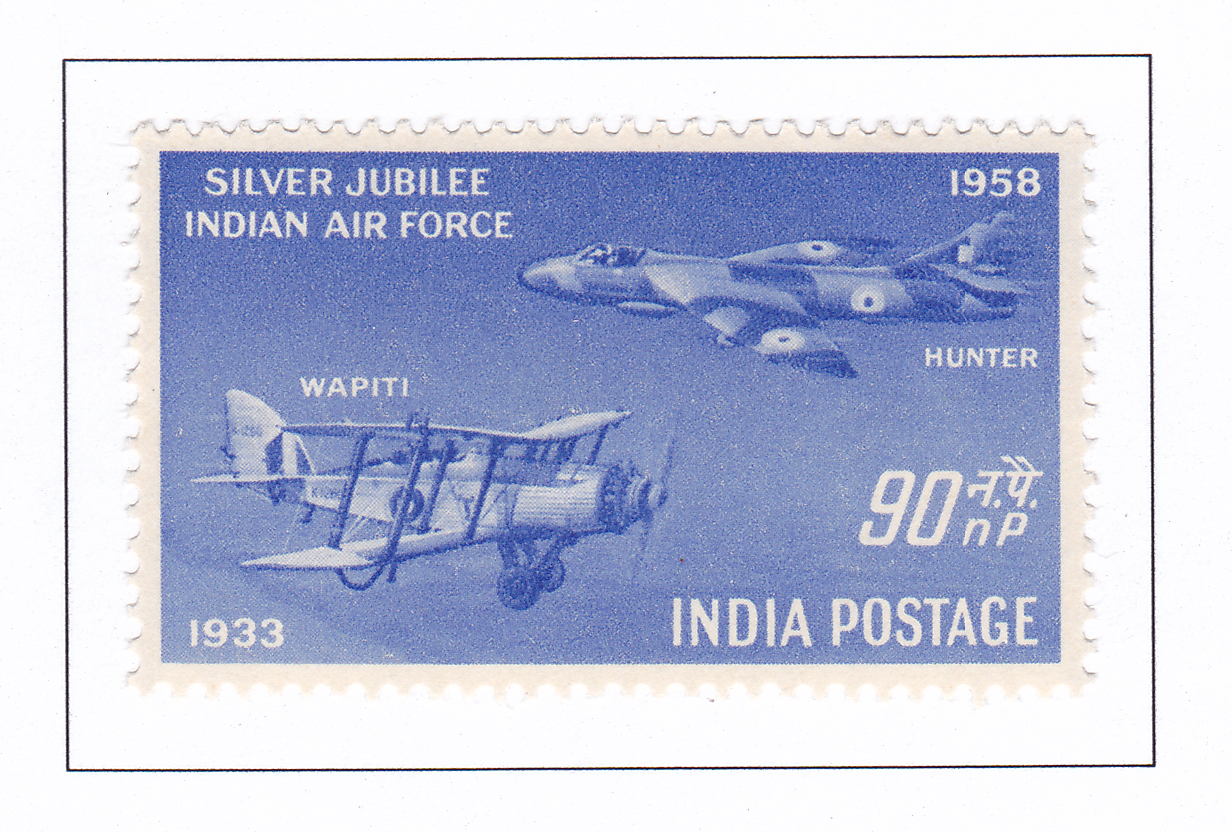 SILVER JUBILEE
INDIAN AIR FORCE
1958
HUNTER
WAPITI
90 न.पै.
nP
1933
INDIA POSTAGE